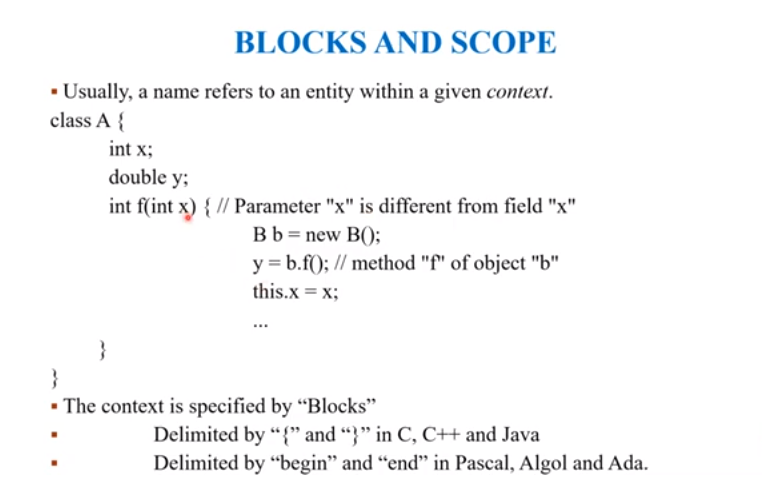 BLOCKS AND SCOPE
▪ Usually, a name refers to an entity within a given context.
class A {
int x;
double y;
int f(int x) { // Parameter "x" is different from field "x"
B b = new B();
y = b.f(); // method "f" of object "b"
this.x = x;
...
}
}
▪ The context is specified by “Blocks”
▪ Delimited by “{” and “}” in C, C++ and Java
▪ Delimited by “begin” and “end” in Pascal, Algol and Ada.